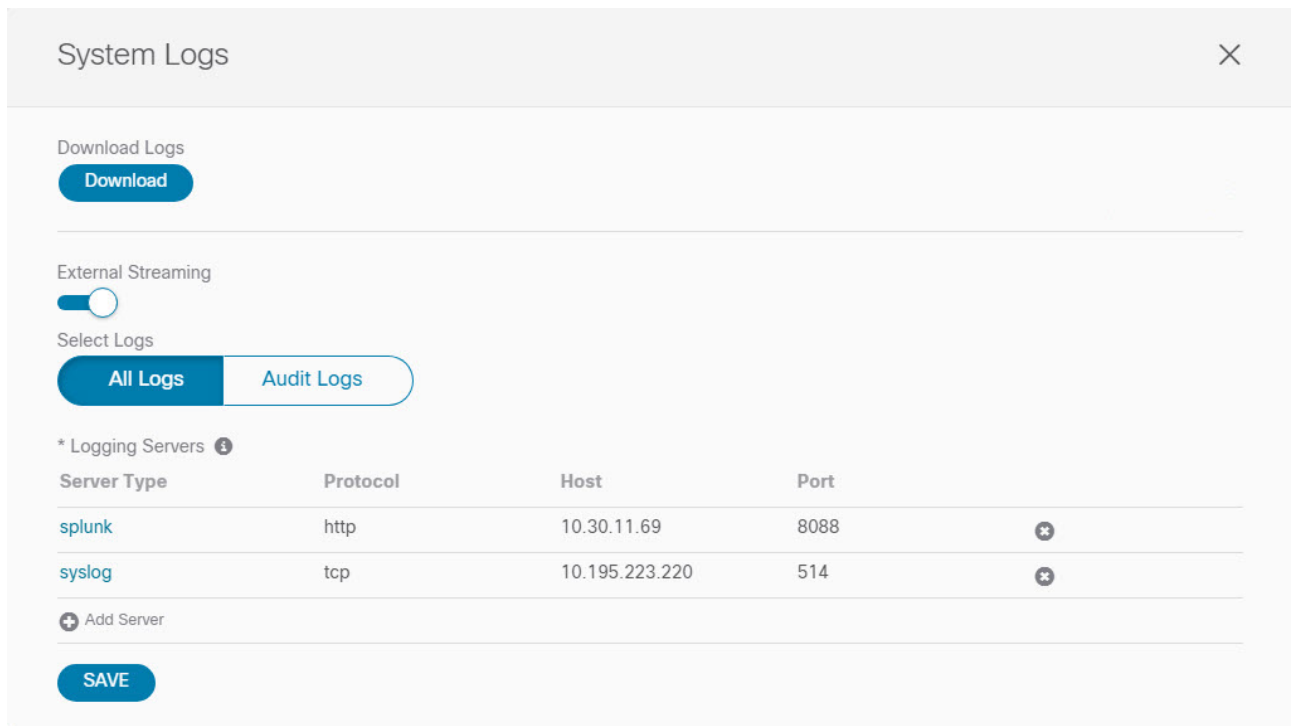 System Logs
Download Logs
Download
External Streaming
Select Logs
All Logs Audit Logs
* Logging Servers
Server Type Protocol Host Port
splunk http 10.30.11.69 8088
syslog tcp 10.195.223.220 514
Add Server
SAVE